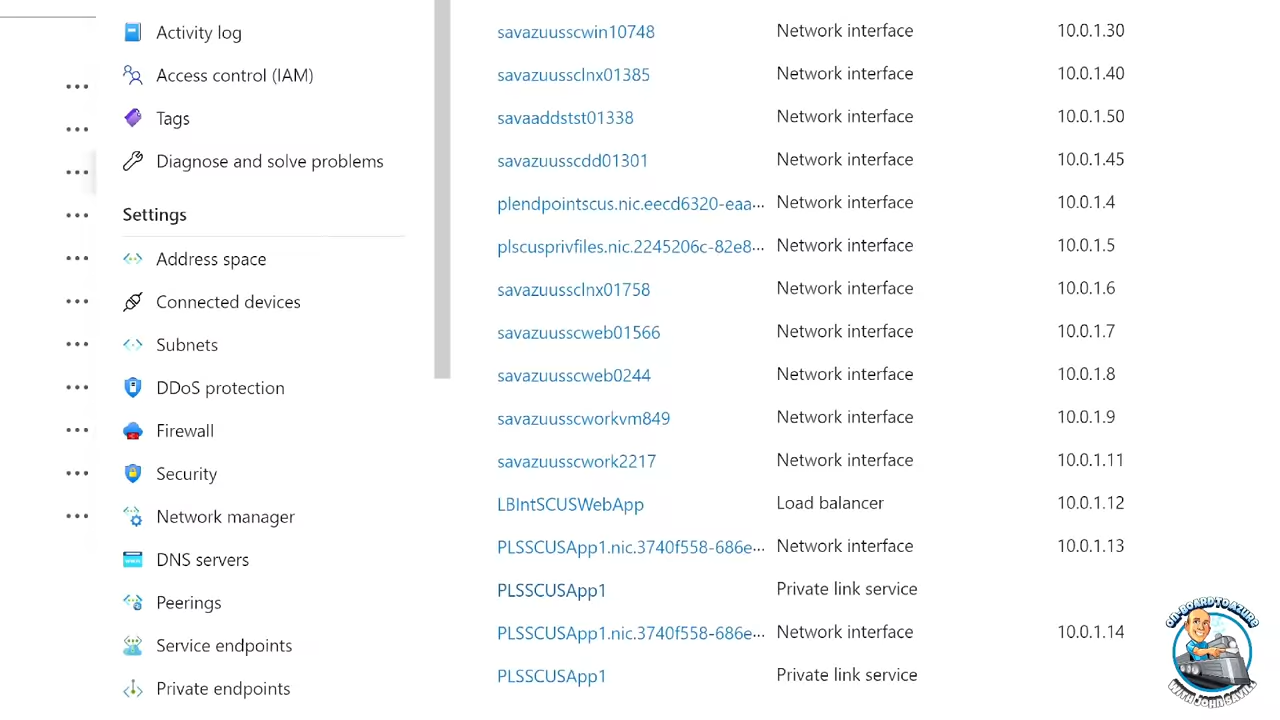 Activity log
Access control (IAM)
Tags
Diagnose and solve problems
Settings
Address space
Connected devices
Subnets
DDoS protection
Firewall
Security
Network manager
DNS servers
Peerings
Service endpoints
Private endpoints
savazuusscwin10748 Network interface 10.0.1.30
savazuussclnx01385 Network interface 10.0.1.40
savaaddstst01338 Network interface 10.0.1.50
savazuusscdd01301 Network interface 10.0.1.45
plendpointscus.nic.eecd6320-eaa... Network interface 10.0.1.4
plscusprivfiles.nic.2245206c-82e8... Network interface 10.0.1.5
savazuussclnx01758 Network interface 10.0.1.6
savazuusscweb01566 Network interface 10.0.1.7
savazuusscweb0244 Network interface 10.0.1.8
savazuusscworkvm849 Network interface 10.0.1.9
savazuusscwork2217 Network interface 10.0.1.11
LBIntSCUSWebApp Load balancer 10.0.1.12
PLSSCUSApp1.nic.3740f558-686e... Network interface 10.0.1.13
PLSSCUSApp1 Private link service
PLSSCUSApp1.nic.3740f558-686e... Network interface 10.0.1.14
PLSSCUSApp1 Private link service
ON-BOARD TO AZURE
WITH JOHN SAVILL